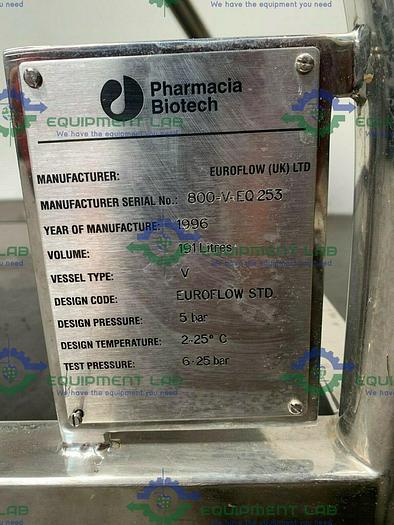 We have the equipment you need
Pharmacia
Biotech
EQUIPMENT LAB
We have the equipment you need
MANUFACTURER: EUROFLOW (UK) LTD
MANUFACTURER SERIAL No.: 800-V-EQ 253
YEAR OF MANUFACTURE: 1996
VOLUME: 191 Litres
VESSEL TYPE: V
DESIGN CODE: EUROFLOW STD.
DESIGN PRESSURE: 5 bar
DESIGN TEMPERATURE: 2-25° C
TEST PRESSURE: 6·25 bar
EQUIPMENT LAB
We have the equipment you need
EQUIPMENT LAB